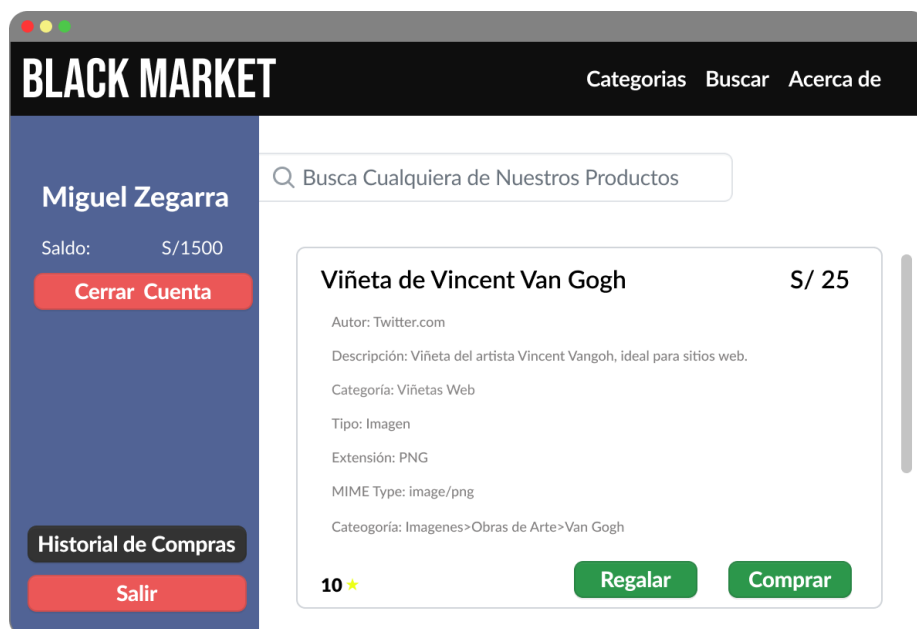 BLACK MARKET
Categorias Buscar Acerca de
Miguel Zegarra
Saldo: S/1500
Cerrar Cuenta
Historial de Compras
Salir
Busca Cualquiera de Nuestros Productos
Viñeta de Vincent Van Gogh S/ 25
Autor: Twitter.com
Descripción: Viñeta del artista Vincent Vangoh, ideal para sitios web.
Categoría: Viñetas Web
Tipo: Imagen
Extensión: PNG
MIME Type: image/png
Cateogoría: Imagenes>Obras de Arte>Van Gogh
10
Regalar Comprar